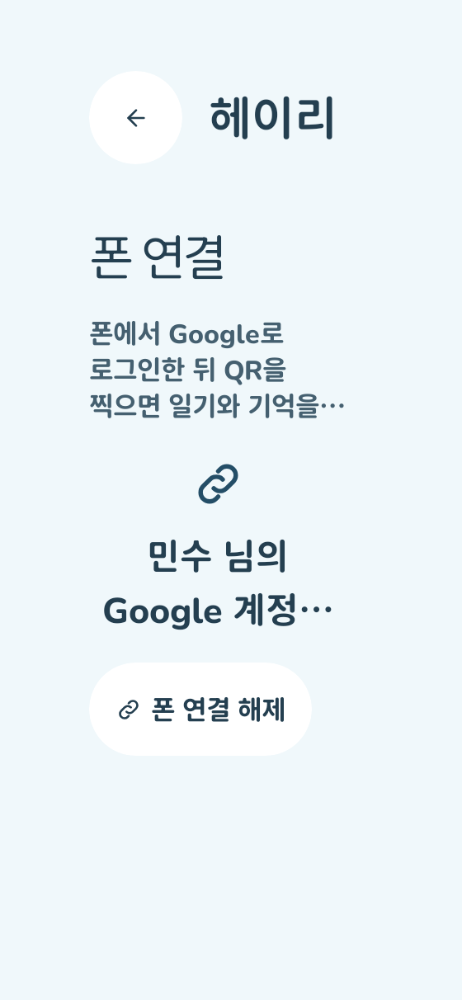 헤이리
폰 연결
폰에서 Google로
로그인한 뒤 QR을
찍으면 일기와 기억을…
민수 님의
Google 계정…
폰 연결 해제